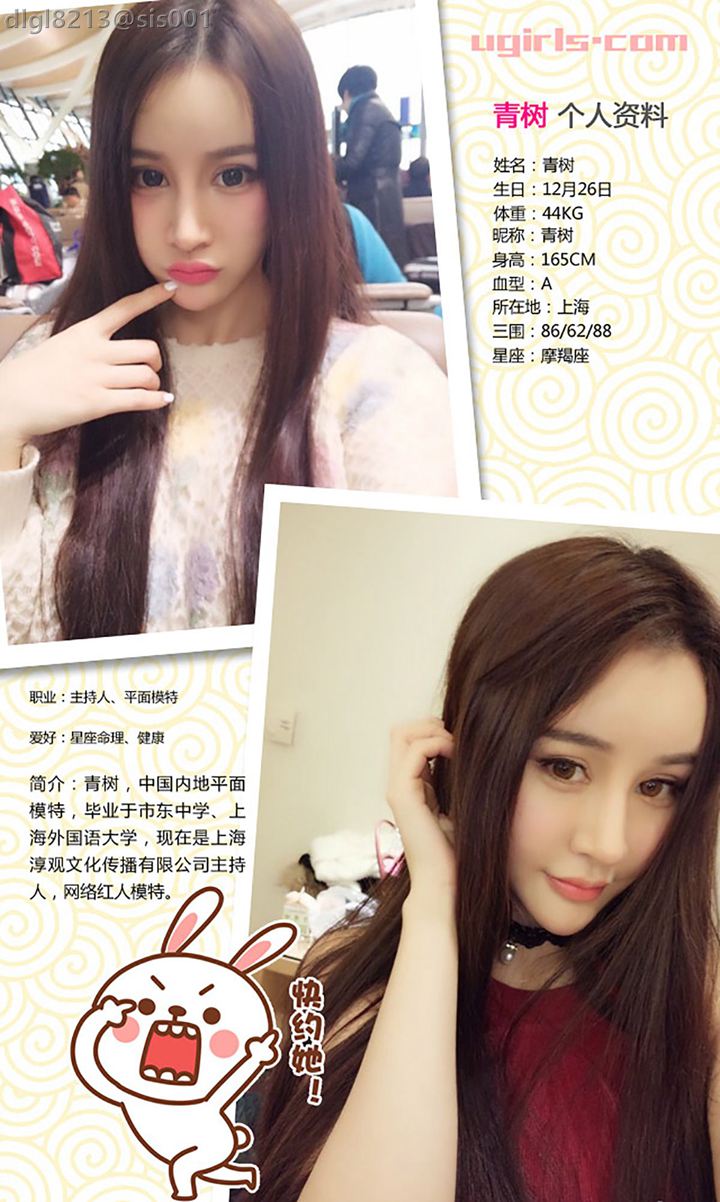 dlgl8213@sis001
ugirls·com
青树 个人资料
姓名：青树
生日：12月26日
体重：44KG
昵称：青树
身高：165CM
血型：A
所在地：上海
三围：86/62/88
星座：摩羯座
职业：主持人、平面模特
爱好：星座命理、健康
简介：青树，中国内地平面
模特，毕业于市东中学、上
海外国语大学，现在是上海
淳观文化传播有限公司主持
人，网络红人模特。
快约她!